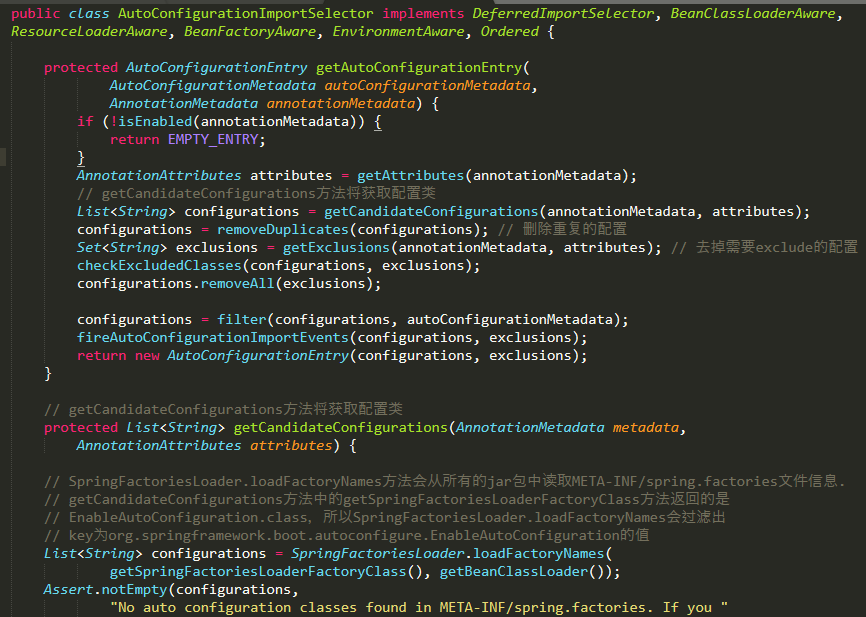 public class AutoConfigurationImportSelector implements DeferredImportSelector, BeanClassLoaderAware,
ResourceLoaderAware, BeanFactoryAware, EnvironmentAware, Ordered {
protected AutoConfigurationEntry getAutoConfigurationEntry(
AutoConfigurationMetadata autoConfigurationMetadata,
AnnotationMetadata annotationMetadata) {
if (!isEnabled(annotationMetadata)) {
return EMPTY_ENTRY;
}
AnnotationAttributes attributes = getAttributes(annotationMetadata);
// getCandidateConfigurations方法将获取配置类
List<String> configurations = getCandidateConfigurations(annotationMetadata, attributes);
configurations = removeDuplicates(configurations); // 删除重复的配置
Set<String> exclusions = getExclusions(annotationMetadata, attributes); // 去掉需要exclude的配置
checkExcludedClasses(configurations, exclusions);
configurations.removeAll(exclusions);
configurations = filter(configurations, autoConfigurationMetadata);
fireAutoConfigurationImportEvents(configurations, exclusions);
return new AutoConfigurationEntry(configurations, exclusions);
}
// getCandidateConfigurations方法将获取配置类
protected List<String> getCandidateConfigurations(AnnotationMetadata metadata,
AnnotationAttributes attributes) {
// SpringFactoriesLoader.loadFactoryNames方法会从所有的jar包中读取META-INF/spring.factories文件信息.
// getCandidateConfigurations方法中的getSpringFactoriesLoaderFactoryClass方法返回的是
// EnableAutoConfiguration.class, 所以SpringFactoriesLoader.loadFactoryNames会过滤出
// key为org.springframework.boot.autoconfigure.EnableAutoConfiguration的值
List<String> configurations = SpringFactoriesLoader.loadFactoryNames(
getSpringFactoriesLoaderFactoryClass(), getBeanClassLoader());
Assert.notEmpty(configurations,
"No auto configuration classes found in META-INF/spring.factories. If you "